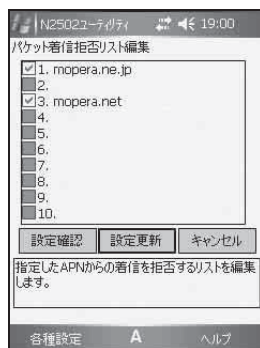 N2502ユーティリティ 19:00
パケット着信拒否リスト編集
1. mopera.ne.jp
2.
3. mopera.net
4.
5.
6.
7.
8.
9.
10.
設定確認 設定更新 キャンセル
指定したAPNからの着信を拒否するリストを編集
します。
各種設定 A ヘルプ